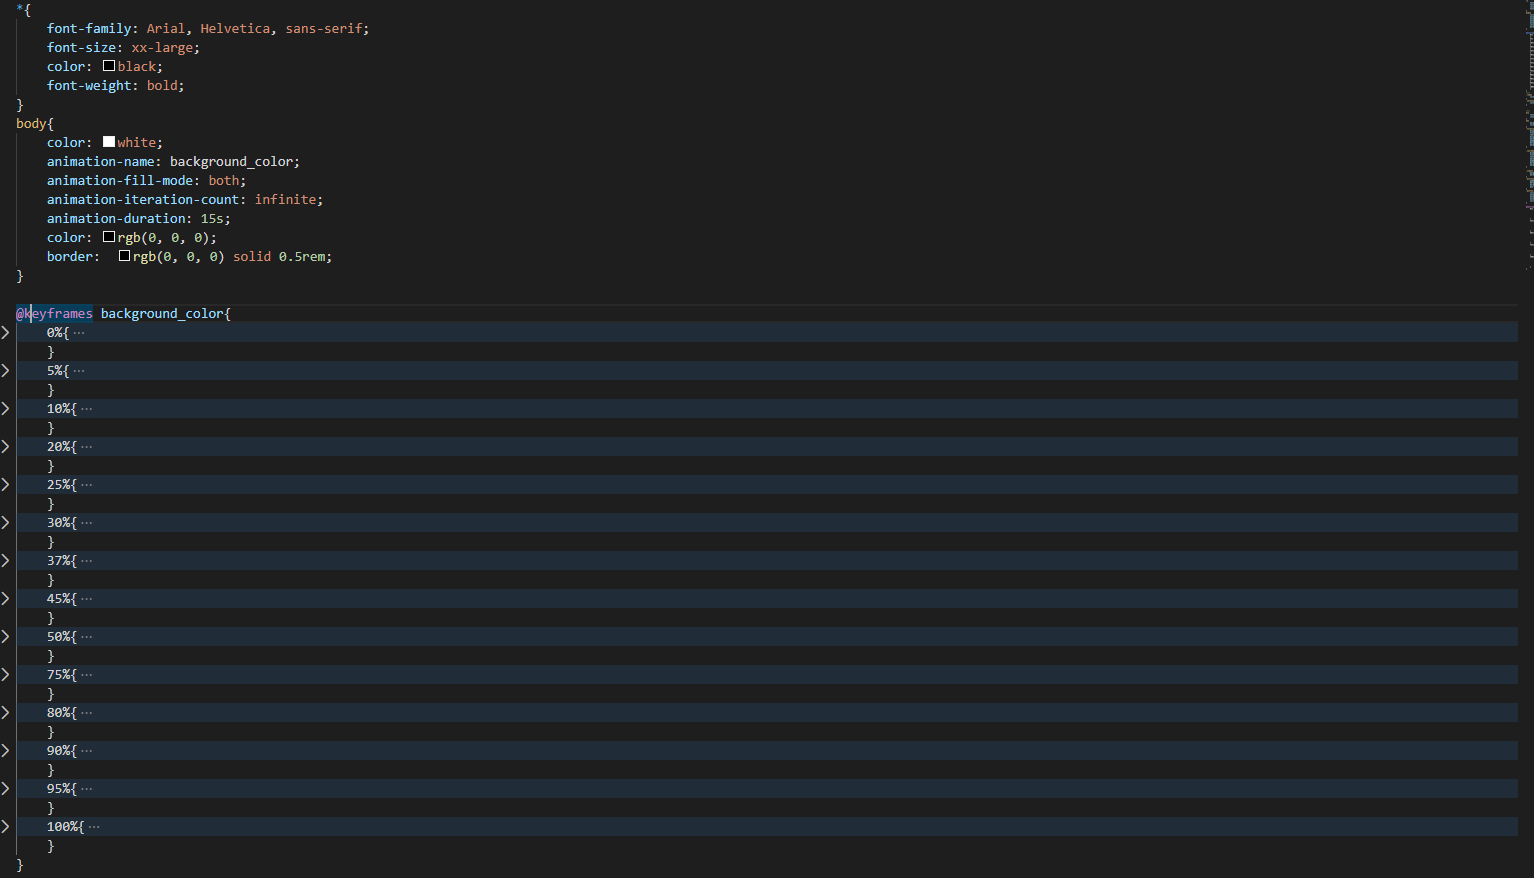 *{
font-family: Arial, Helvetica, sans-serif;
font-size: xx-large;
color: black;
font-weight: bold;
}
body{
color: white;
animation-name: background_color;
animation-fill-mode: both;
animation-iteration-count: infinite;
animation-duration: 15s;
color: rgb(0, 0, 0);
border:  rgb(0, 0, 0) solid 0.5rem;
}
@keyframes background_color{
0%{ ···
}
5%{ ···
}
10%{ ···
}
20%{ ···
}
25%{ ···
}
30%{ ···
}
37%{ ···
}
45%{ ···
}
50%{ ···
}
75%{ ···
}
80%{ ···
}
90%{ ···
}
95%{ ···
}
100%{ ···
}
}